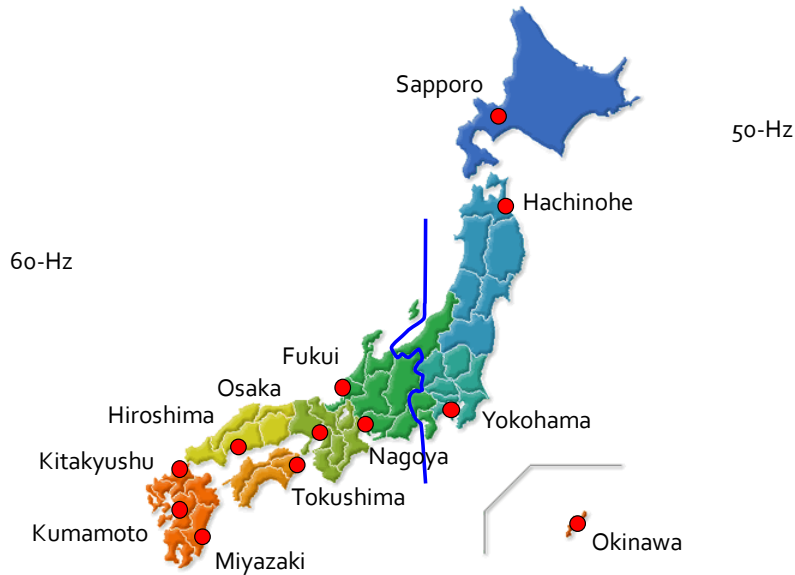 Sapporo
50-Hz
Hachinohe
60-Hz
Fukui
Osaka
Hiroshima
Yokohama
Nagoya
Kitakyushu
Tokushima
Kumamoto
Okinawa
Miyazaki